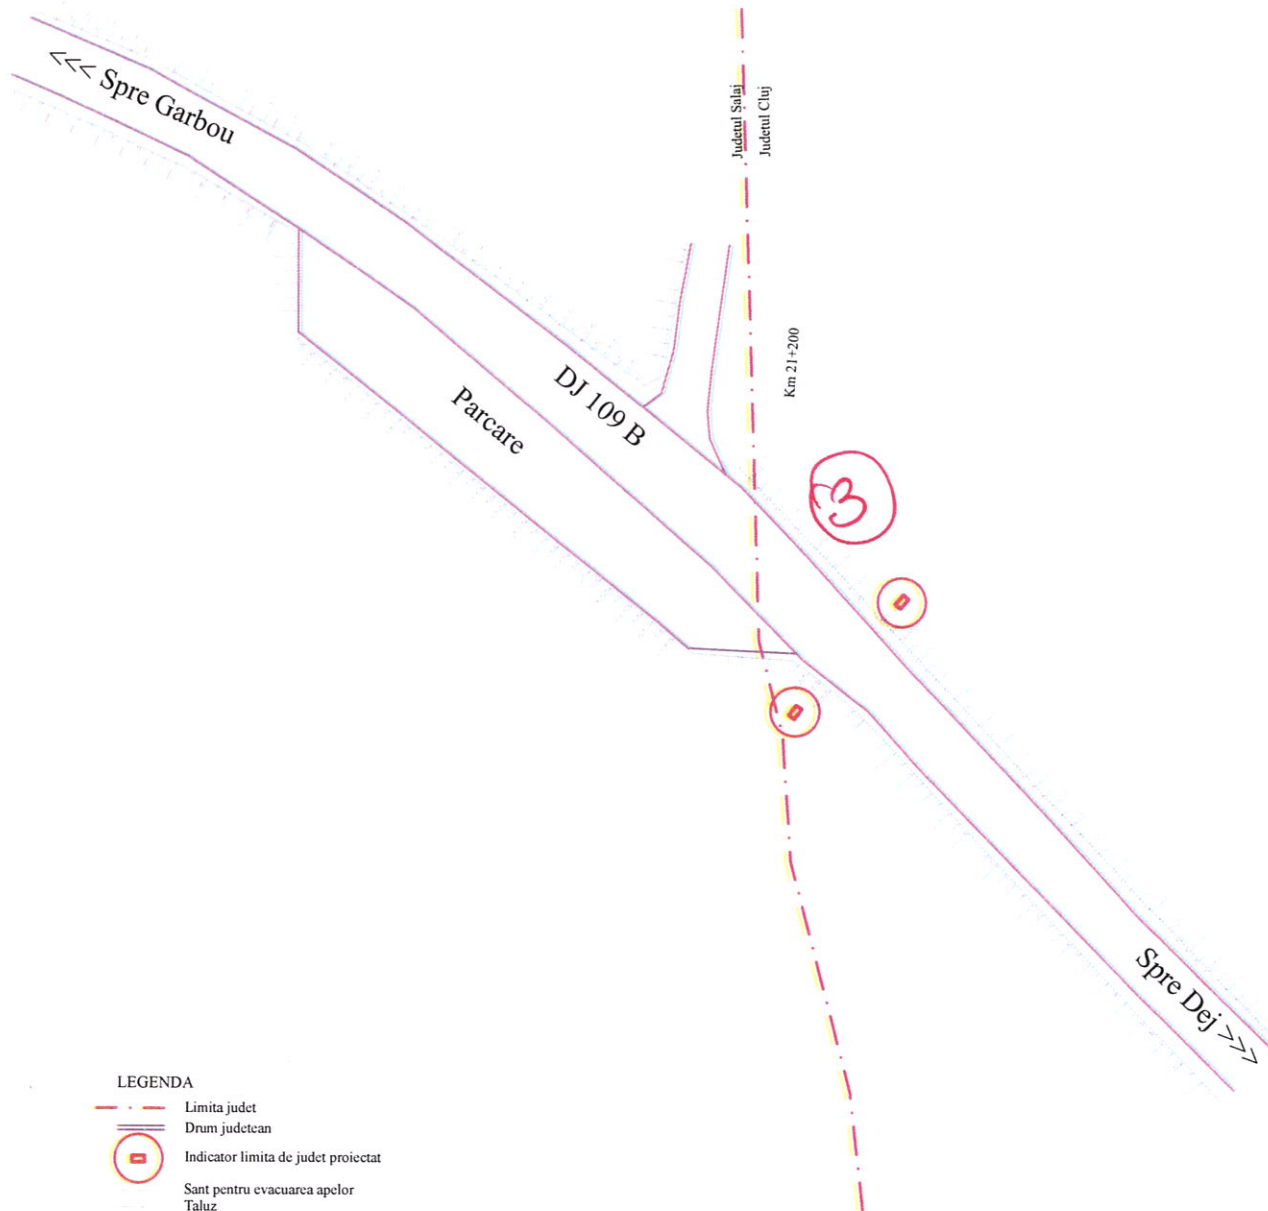 <<< Spre Garbou
Judetul Salaj
Judetul Cluj
Km 21+200
DJ 109 B
Parcare
3
Spre Dej >>>
LEGENDA
Limita judet
Drum judetean
Indicator limita de judet proiectat
Sant pentru evacuarea apelor
Taluz